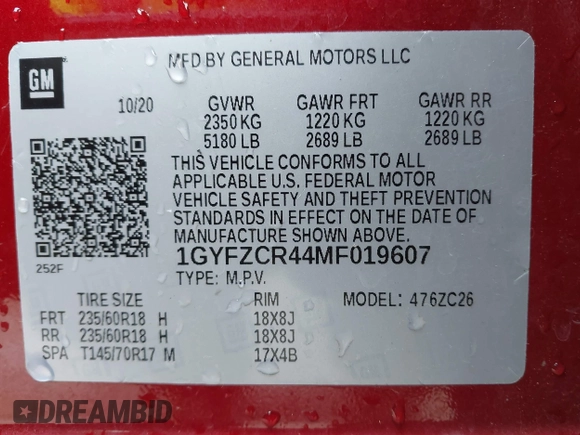 GM
MFD BY GENERAL MOTORS LLC
10/20 GVWR GAWR FRT GAWR RR
2350 KG 1220 KG 1220 KG
5180 LB 2689 LB 2689 LB
THIS VEHICLE CONFORMS TO ALL
APPLICABLE U.S. FEDERAL MOTOR
VEHICLE SAFETY AND THEFT PREVENTION
STANDARDS IN EFFECT ON THE DATE OF
MANUFACTURE SHOWN ABOVE.
252F
1GYFZCR44MF019607
TYPE: M.P.V.
TIRE SIZE RIM MODEL: 476ZC26
FRT 235/60R18 H 18X8J
RR 235/60R18 H 18X8J
SPA T145/70R17 M 17X4B
DREAMBID